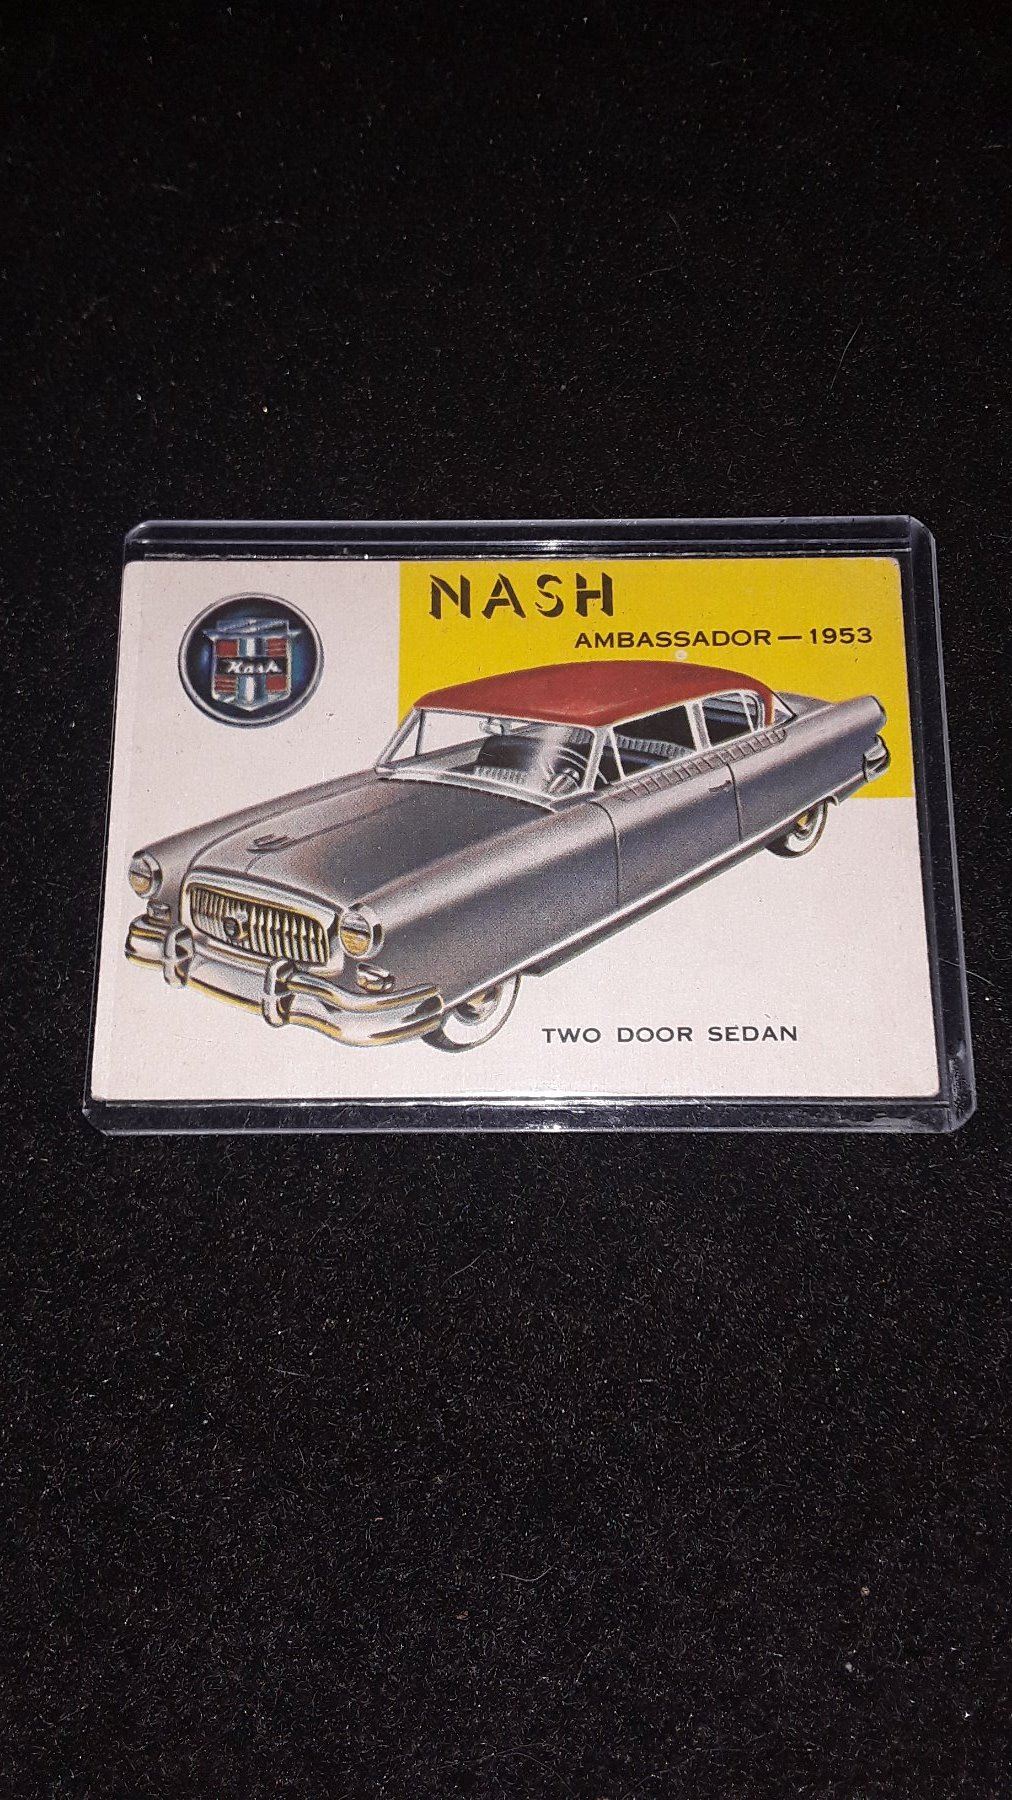 NASH
AMBASSADOR — 1953
Nash
TWO DOOR SEDAN